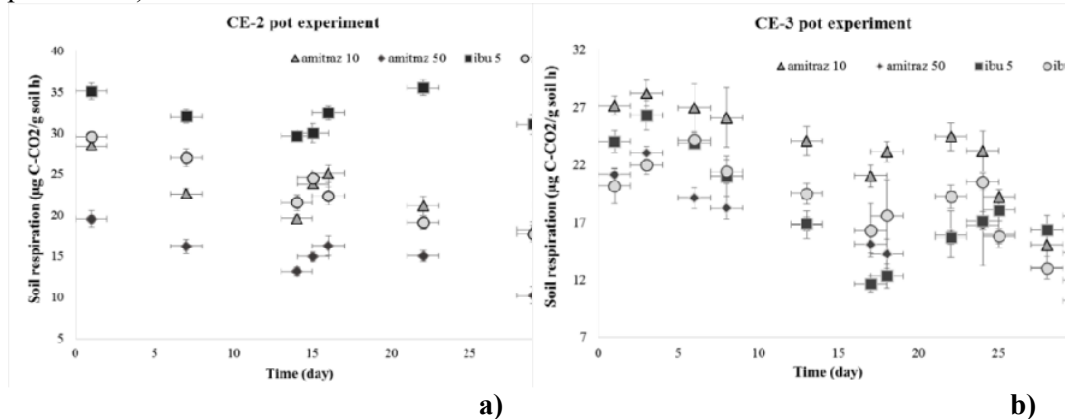 CE-2 pot experiment
amitraz 10 amitraz 50 ibu 5
Soil respiration (µg C-CO2/g soil h)
40
35
30
25
20
15
10
5
0 5 10 15 20 25
Time (day)
a)
CE-3 pot experiment
amitraz 10 amitraz 50 ibu 5 ib
Soil respiration (µg C-CO2/g soil h)
32
27
22
17
12
7
0 5 10 15 20 25
Time (day)
b)